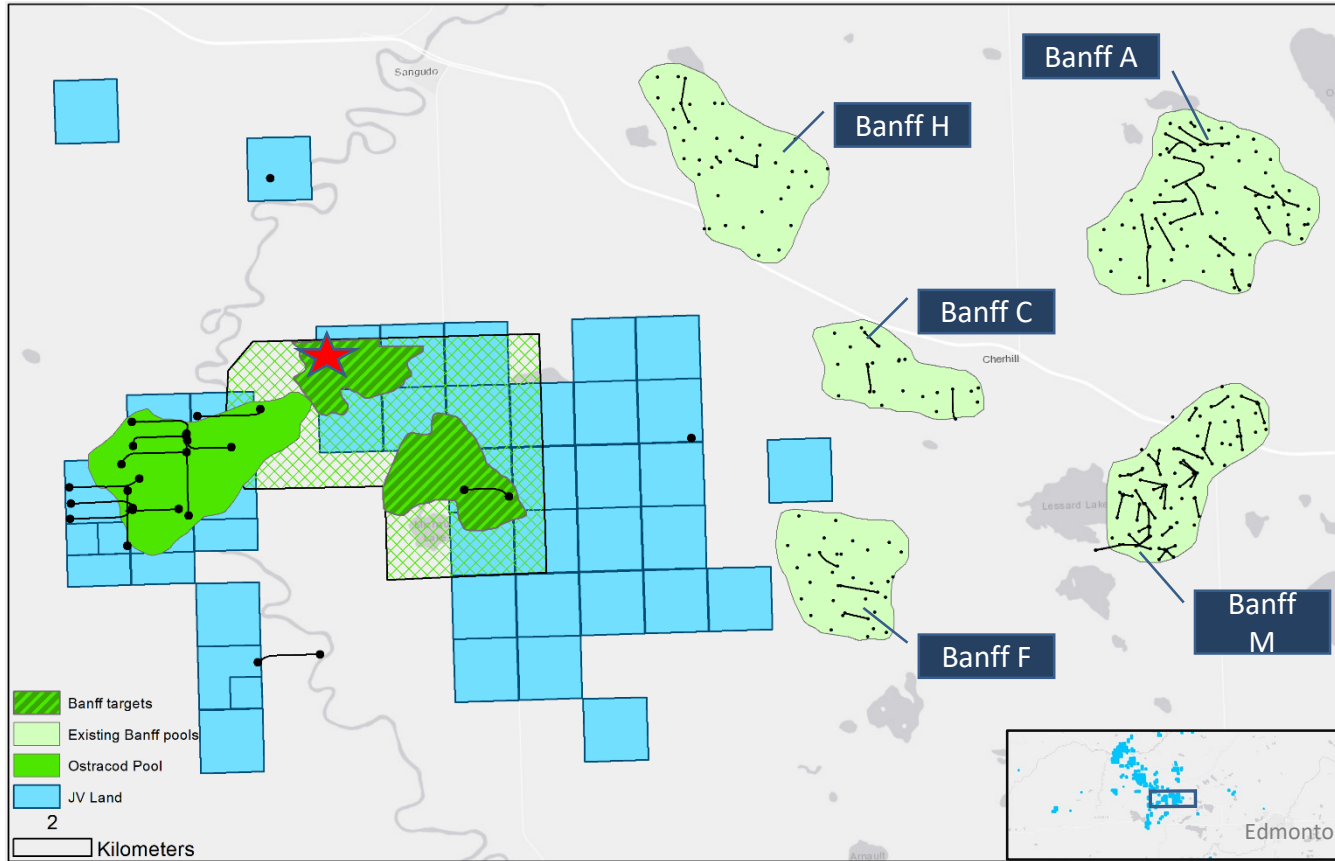 Sangudo
Banff A
Banff H
Banff C
Cherhill
Lessard Lake
Banff
M
Banff F
Banff targets
Existing Banff pools
Ostracod Pool
JV Land
2
Kilometers
Arnault
Edmonto